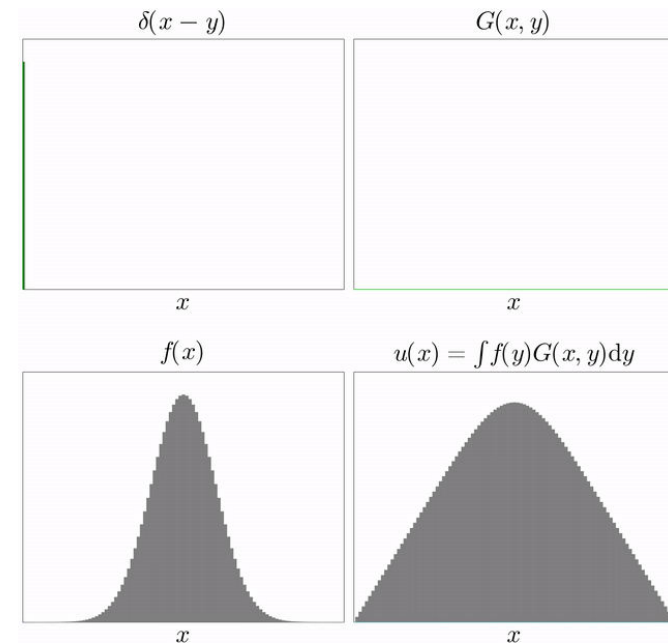 δ(x − y)
G(x, y)
x
x
f(x)
u(x) = ∫ f(y)G(x, y)dy
x
x